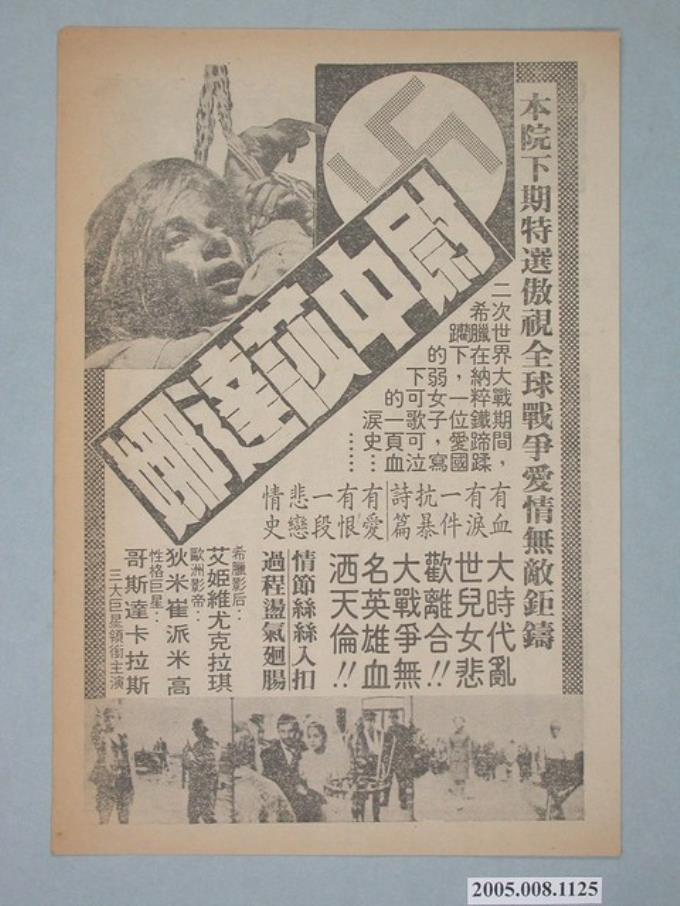 本院下期特選傲視全球戰爭愛情無敵鉅鑄
娜達莎中尉
二次世界大戰期間，
希臘在納粹鐵蹄蹂
躪下，一位愛國
的弱女子，寫
下可歌可泣
的一頁血
淚史：
……
有血
有淚
一件
抗暴
詩篇
有愛
有恨
一段
悲戀
情史
大時代亂
世兒女悲
歡離合!!
大戰爭無
名英雄血
洒天倫!!
情節絲絲入扣
過程盪氣廻腸
希臘影后：
艾姬維尤克拉琪
歐洲影帝：
狄米崔派米高
性格巨星：
哥斯達卡拉斯
三大巨星領銜主演
2005.008.1125